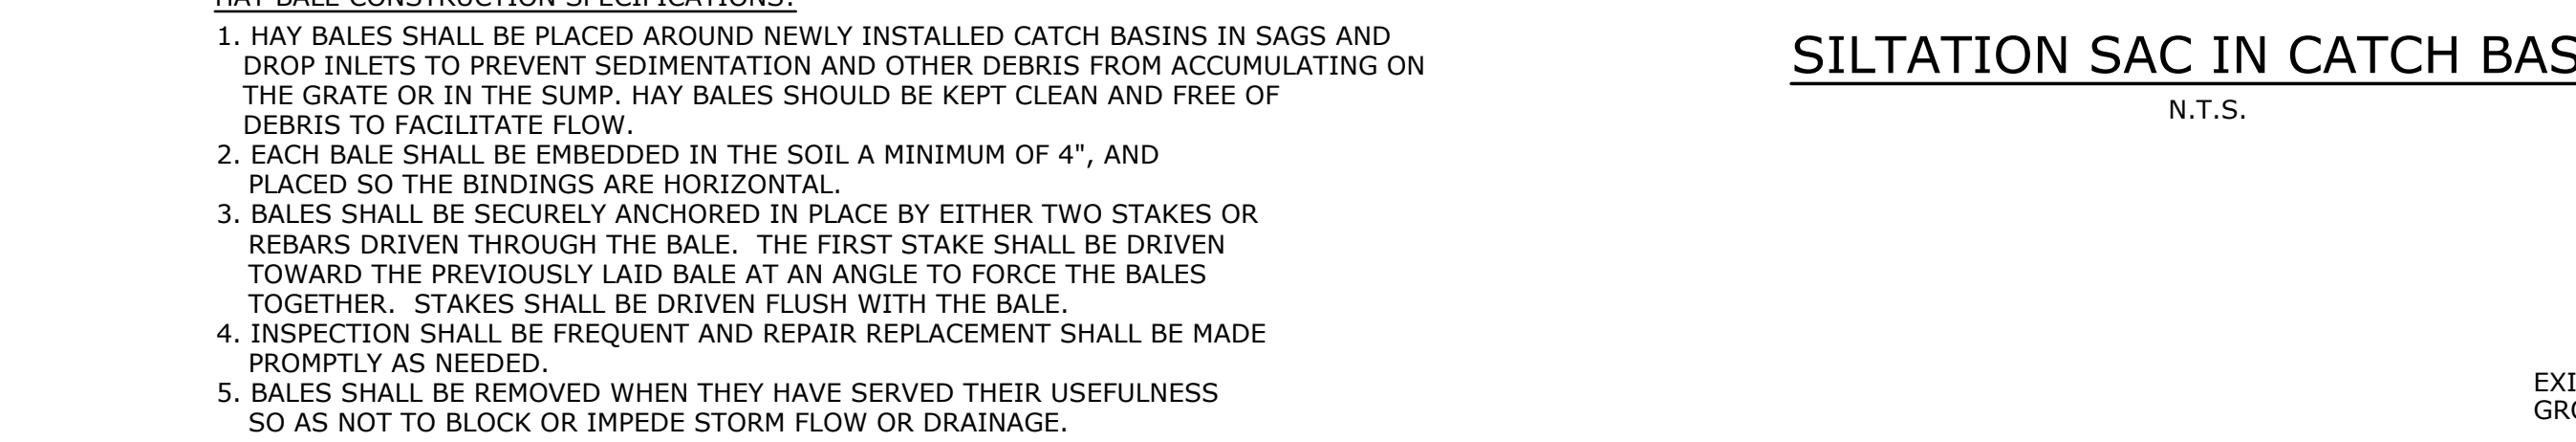 HAY BALE CONSTRUCTION SPECIFICATIONS:
1. HAY BALES SHALL BE PLACED AROUND NEWLY INSTALLED CATCH BASINS IN SAGS AND
DROP INLETS TO PREVENT SEDIMENTATION AND OTHER DEBRIS FROM ACCUMULATING ON
THE GRATE OR IN THE SUMP. HAY BALES SHOULD BE KEPT CLEAN AND FREE OF
DEBRIS TO FACILITATE FLOW.
2. EACH BALE SHALL BE EMBEDDED IN THE SOIL A MINIMUM OF 4", AND
PLACED SO THE BINDINGS ARE HORIZONTAL.
3. BALES SHALL BE SECURELY ANCHORED IN PLACE BY EITHER TWO STAKES OR
REBARS DRIVEN THROUGH THE BALE. THE FIRST STAKE SHALL BE DRIVEN
TOWARD THE PREVIOUSLY LAID BALE AT AN ANGLE TO FORCE THE BALES
TOGETHER. STAKES SHALL BE DRIVEN FLUSH WITH THE BALE.
4. INSPECTION SHALL BE FREQUENT AND REPAIR REPLACEMENT SHALL BE MADE
PROMPTLY AS NEEDED.
5. BALES SHALL BE REMOVED WHEN THEY HAVE SERVED THEIR USEFULNESS
SO AS NOT TO BLOCK OR IMPEDE STORM FLOW OR DRAINAGE.
SILTATION SAC IN CATCH BAS
N.T.S.
EXI
GRO